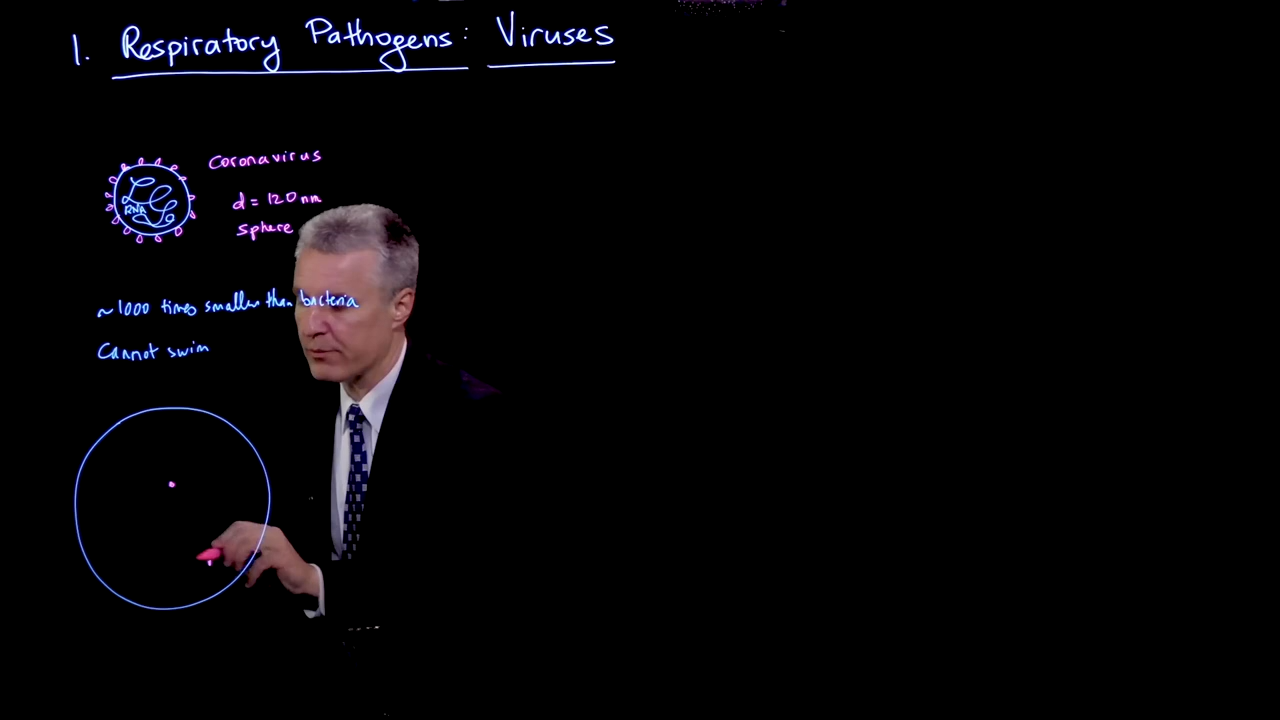 1. Respiratory Pathogens: Viruses
Coronavirus
d = 120 nm
sphere
RNA
~1000 times smaller than bacteria
Cannot swim